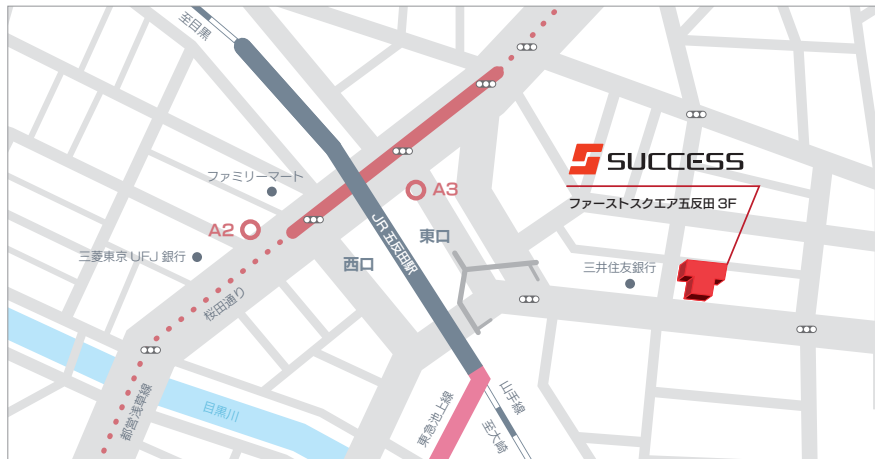 至目黒
SUCCESS
ファーストスクエア五反田 3F
ファミリーマート
A3
A2
JR 五反田駅
東口
西口
三菱東京 UFJ 銀行
三井住友銀行
桜田通り
都営浅草線
目黒川
東急池上線
山手線
至大崎